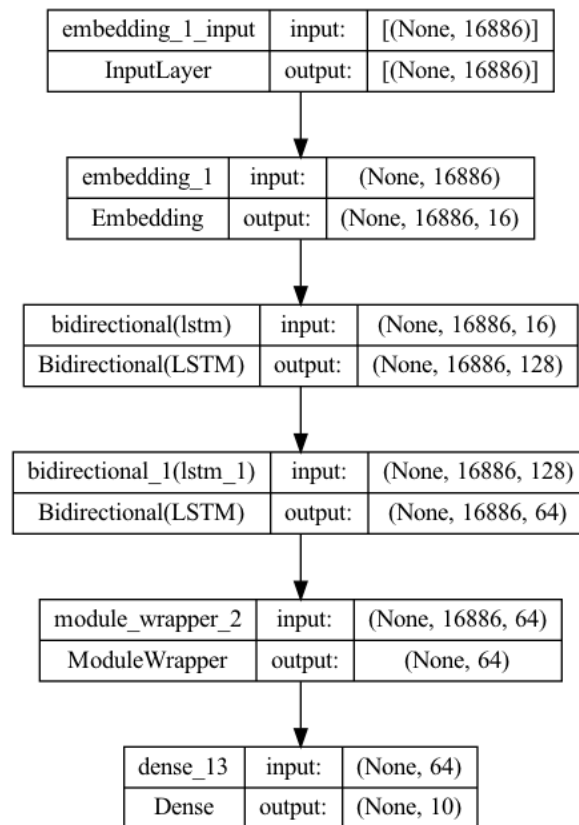 embedding_1_input input: [(None, 16886)]
InputLayer output: [(None, 16886)]
embedding_1 input: (None, 16886)
Embedding output: (None, 16886, 16)
bidirectional(lstm) input: (None, 16886, 16)
Bidirectional(LSTM) output: (None, 16886, 128)
bidirectional_1(lstm_1) input: (None, 16886, 128)
Bidirectional(LSTM) output: (None, 16886, 64)
module_wrapper_2 input: (None, 16886, 64)
ModuleWrapper output: (None, 64)
dense_13 input: (None, 64)
Dense output: (None, 10)